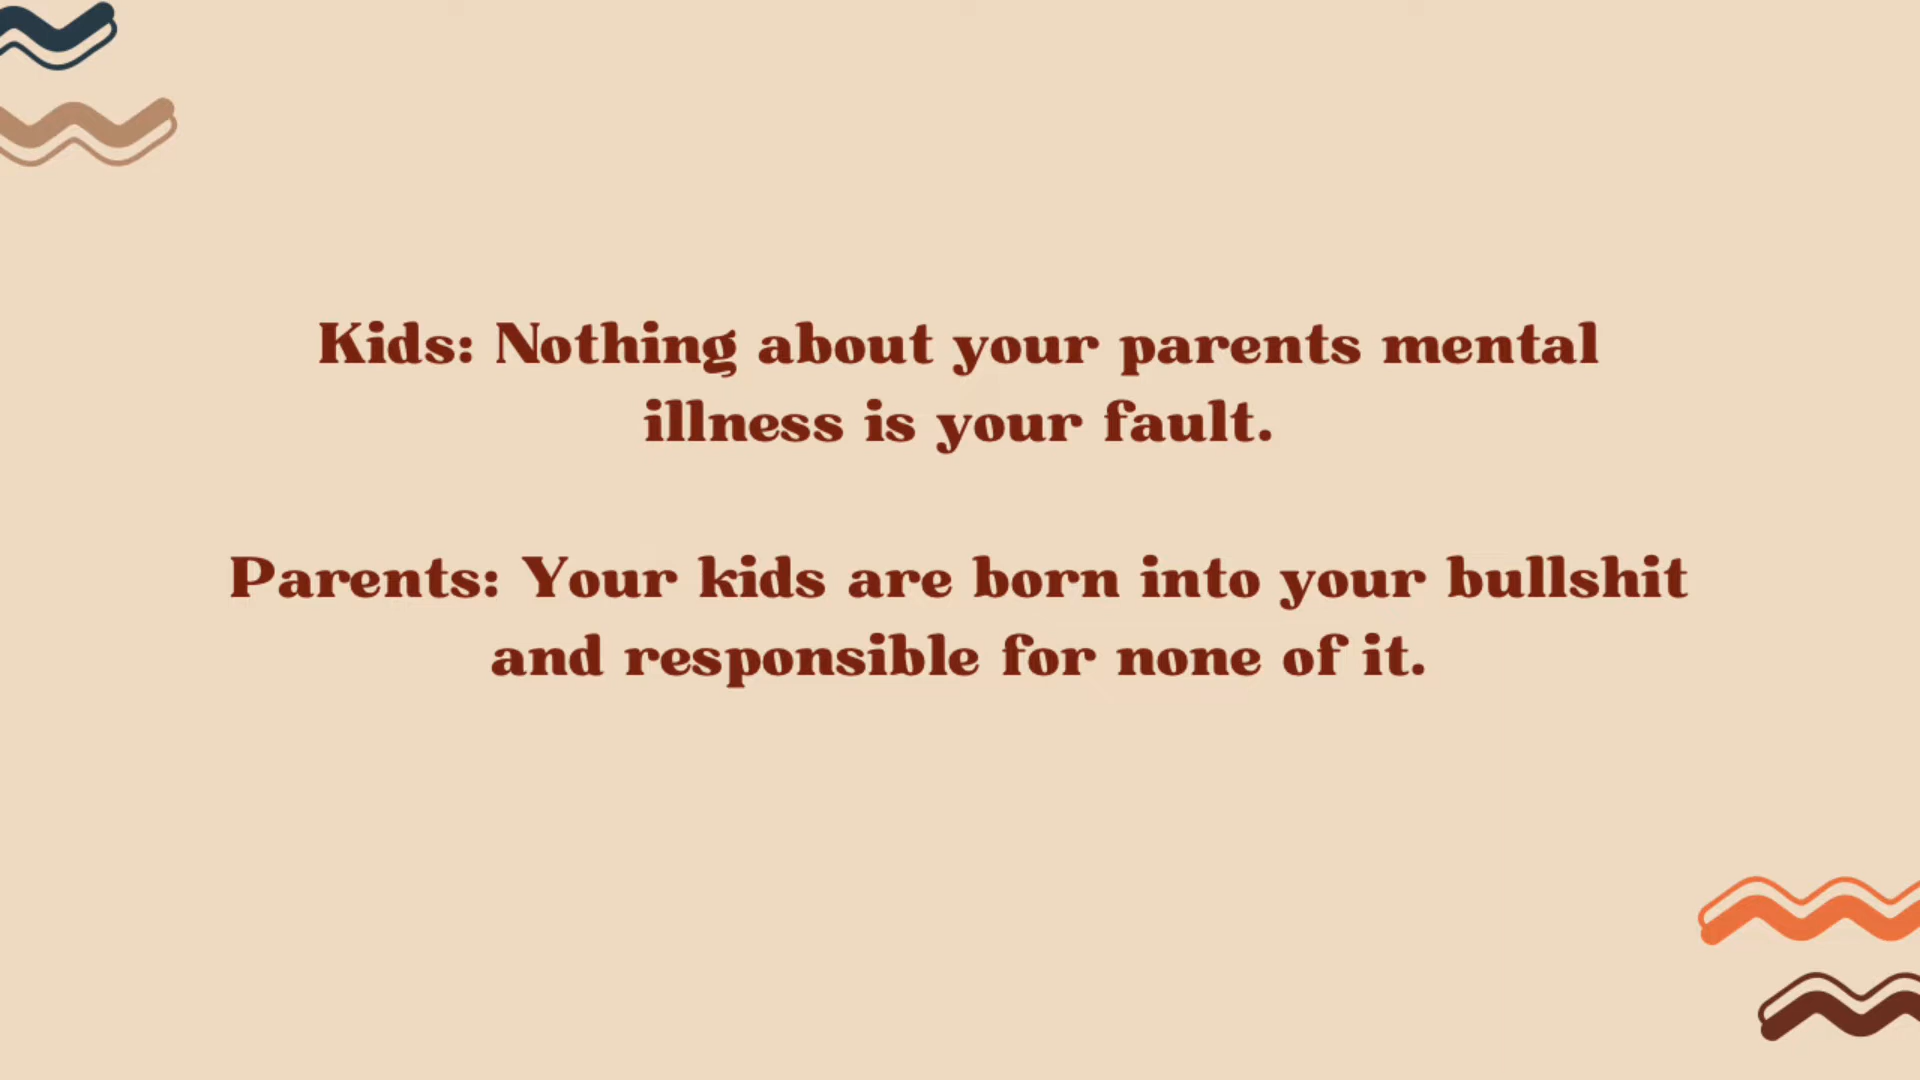 Kids: Nothing about your parents mental
illness is your fault.
Parents: Your kids are born into your bullshit
and responsible for none of it.